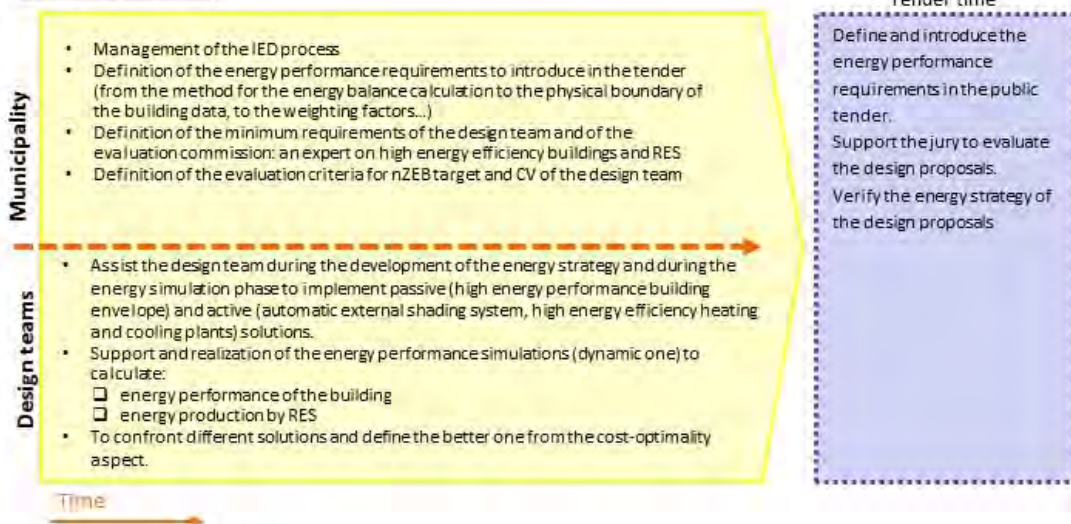 Tender time
Municipality
• Management of the IED process
• Definition of the energy performance requirements to introduce in the tender
(from the method for the energy balance calculation to the physical boundary of
the building data, to the weighting factors...)
• Definition of the minimum requirements of the design team and of the
evaluation commission: an expert on high energy efficiency buildings and RES
• Definition of the evaluation criteria for nZEB target and CV of the design team
Design teams
• Assist the design team during the development of the energy strategy and during the
energy simulation phase to implement passive (high energy performance building
envelope) and active (automatic external shading system, high energy efficiency heating
and cooling plants) solutions.
• Support and realization of the energy performance simulations (dynamic one) to
calculate:
❑ energy performance of the building
❑ energy production by RES
• To confront different solutions and define the better one from the cost-optimality
aspect.
Time
Define and introduce the
energy performance
requirements in the public
tender.
Support the jury to evaluate
the design proposals.
Verify the energy strategy of
the design proposals